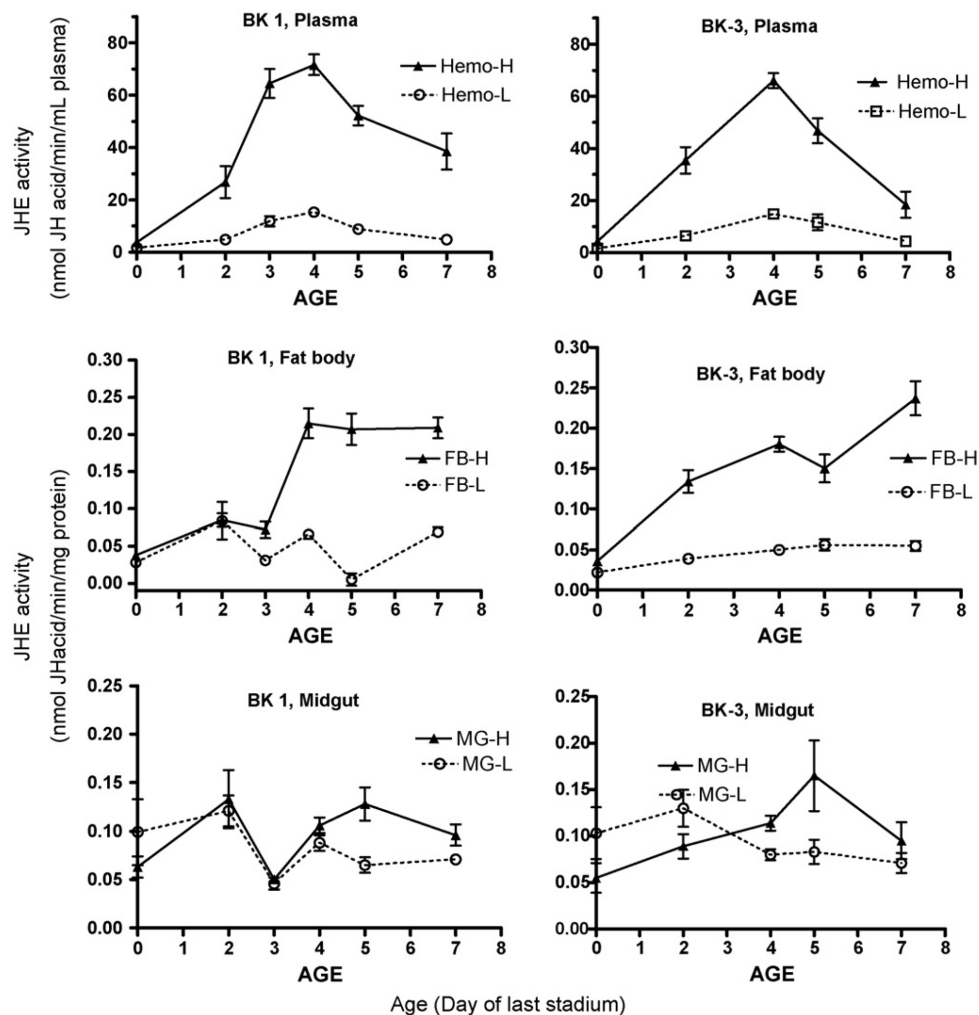 BK 1, Plasma
80
60
40
20
0
Hemo-H
Hemo-L
0 1 2 3 4 5 6 7 8
AGE
BK-3, Plasma
80
60
40
20
0
Hemo-H
Hemo-L
0 1 2 3 4 5 6 7 8
AGE
JHE activity
(nmol JH acid/min/mL plasma)
BK 1, Fat body
0.30
0.25
0.20
0.15
0.10
0.05
0.00
FB-H
FB-L
0 1 2 3 4 5 6 7 8
AGE
BK-3, Fat body
0.30
0.25
0.20
0.15
0.10
0.05
0.00
FB-H
FB-L
0 1 2 3 4 5 6 7 8
AGE
JHE activity
(nmol JHacid/min/mg protein)
BK 1, Midgut
0.25
0.20
0.15
0.10
0.05
0.00
MG-H
MG-L
0 1 2 3 4 5 6 7 8
AGE
BK-3, Midgut
0.25
0.20
0.15
0.10
0.05
0.00
MG-H
MG-L
0 1 2 3 4 5 6 7 8
AGE
Age (Day of last stadium)